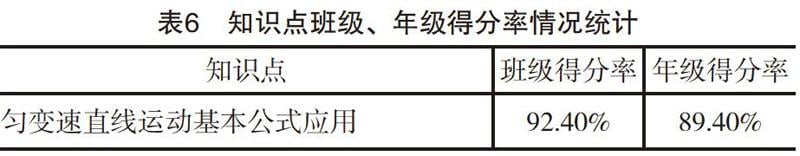 表6 知识点班级、年级得分率情况统计
知识点 班级得分率 年级得分率
匀变速直线运动基本公式应用 92.40% 89.40%